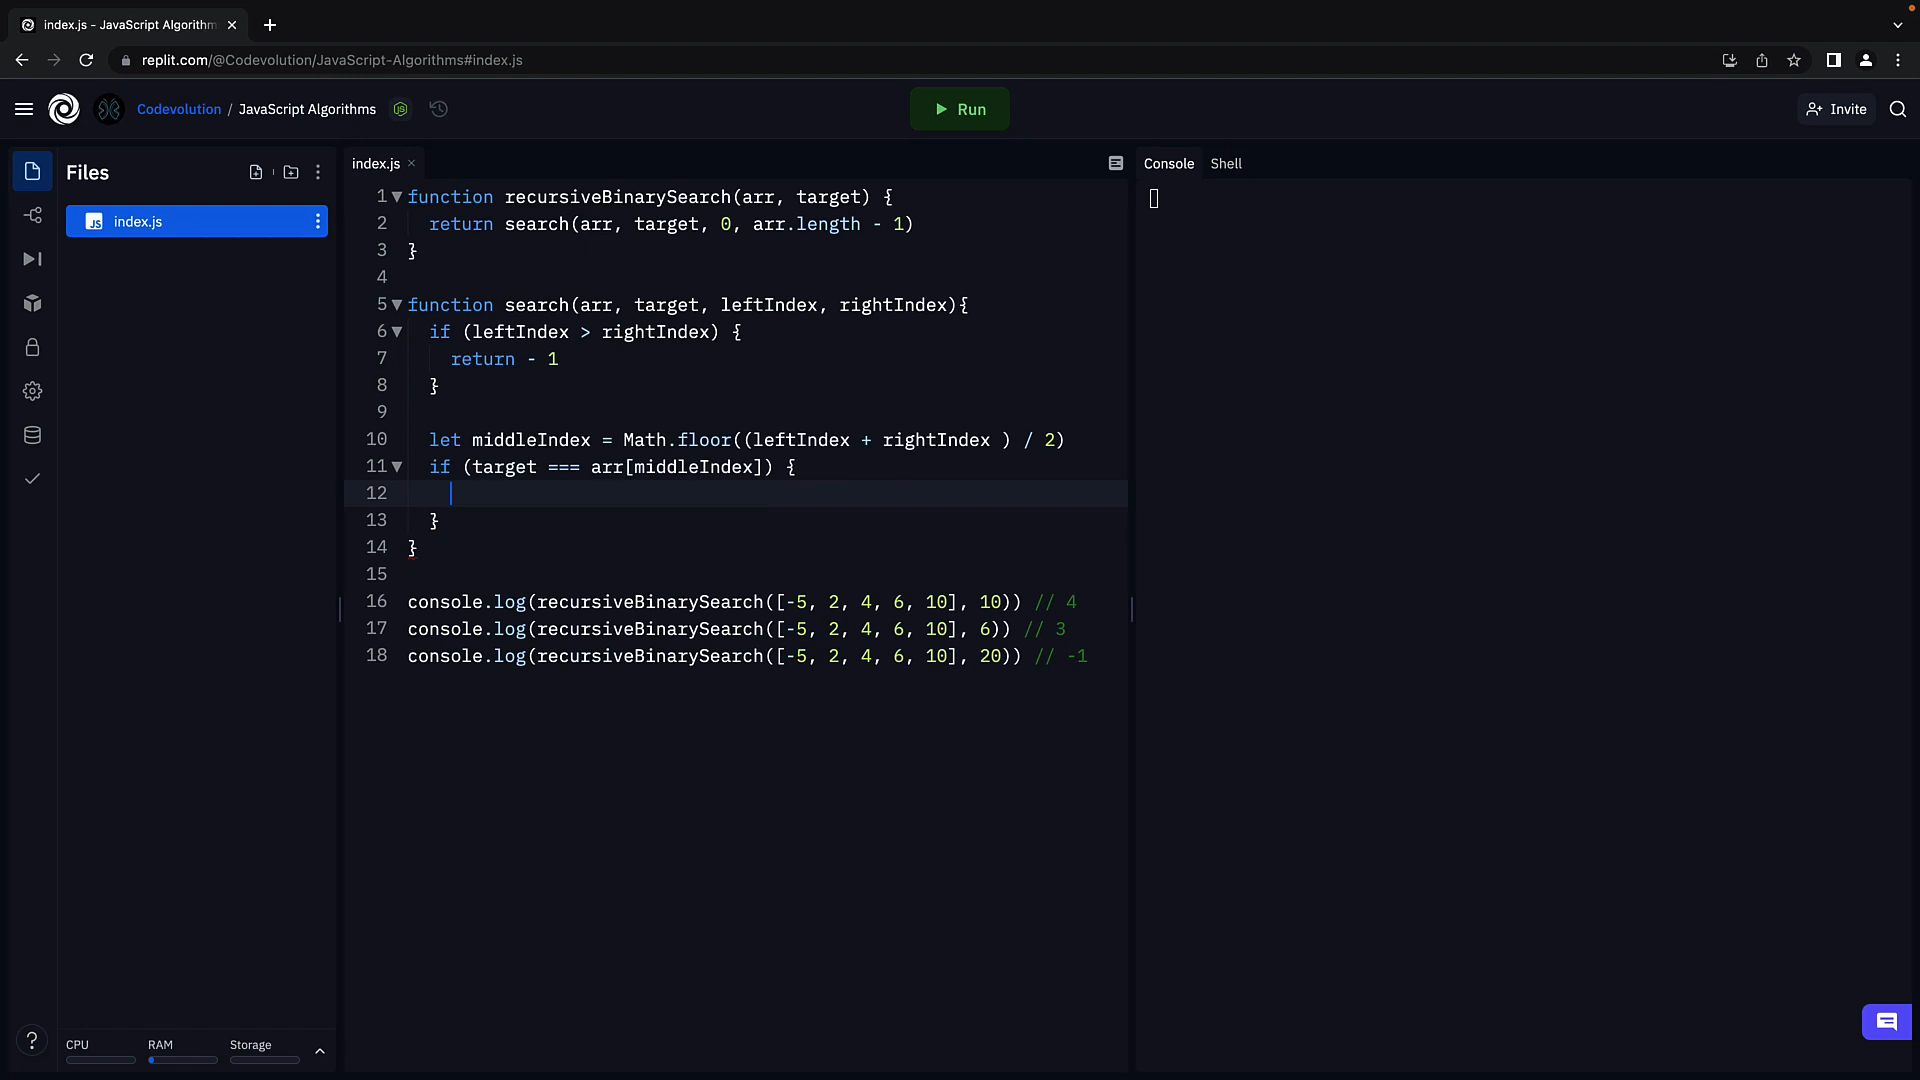 index.js - JavaScript Algorithm
replit.com/@Codevolution/JavaScript-Algorithms#index.js
Codevolution / JavaScript Algorithms
Run
Invite
Files
index.js
index.js
Console Shell
1 function recursiveBinarySearch(arr, target) {
2 return search(arr, target, 0, arr.length - 1)
3 }
4
5 function search(arr, target, leftIndex, rightIndex){
6 if (leftIndex > rightIndex) {
7 return - 1
8 }
9
10 let middleIndex = Math.floor((leftIndex + rightIndex ) / 2)
11 if (target === arr[middleIndex]) {
12
13 }
14 }
15
16 console.log(recursiveBinarySearch([-5, 2, 4, 6, 10], 10)) // 4
17 console.log(recursiveBinarySearch([-5, 2, 4, 6, 10], 6)) // 3
18 console.log(recursiveBinarySearch([-5, 2, 4, 6, 10], 20)) // -1
CPU RAM Storage